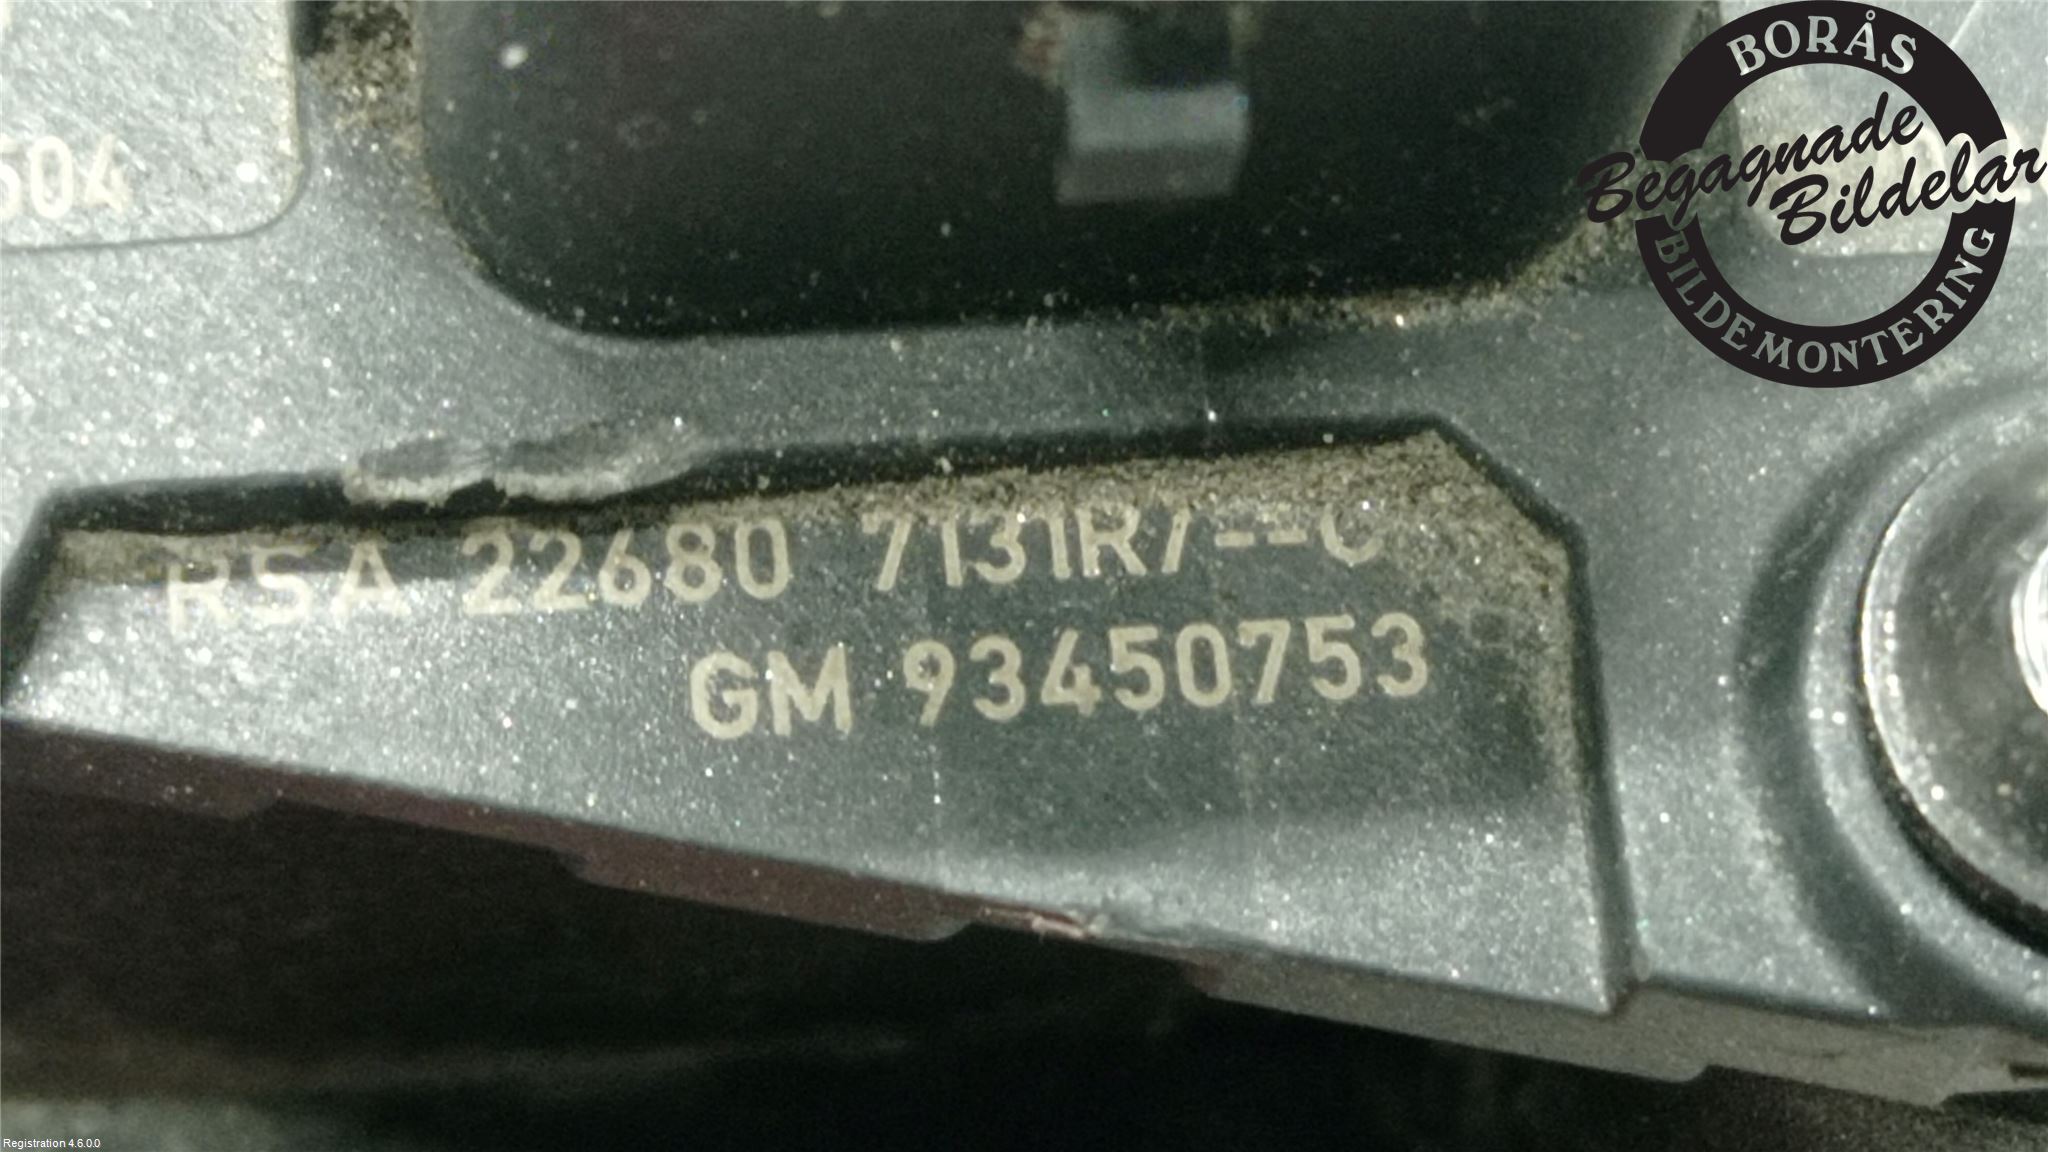 BORÅS
Begagnade
Bildelar
BILDEMONTERING
504
RSA 22680 7131R7--C
GM 93450753
Registration 4.6.0.0